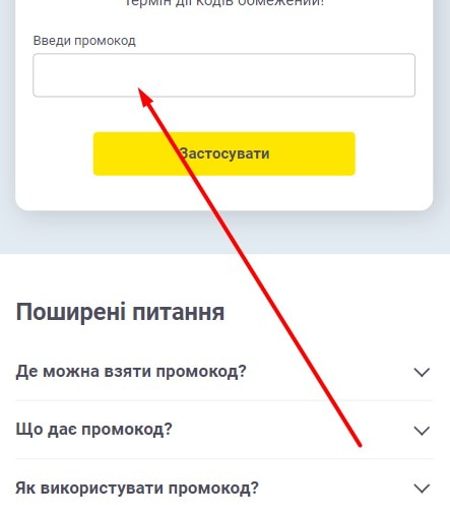 Термін дії кодів обмежений!
Введи промокод
Застосувати
Поширені питання
Де можна взяти промокод?
Що дає промокод?
Як використувати промокод?